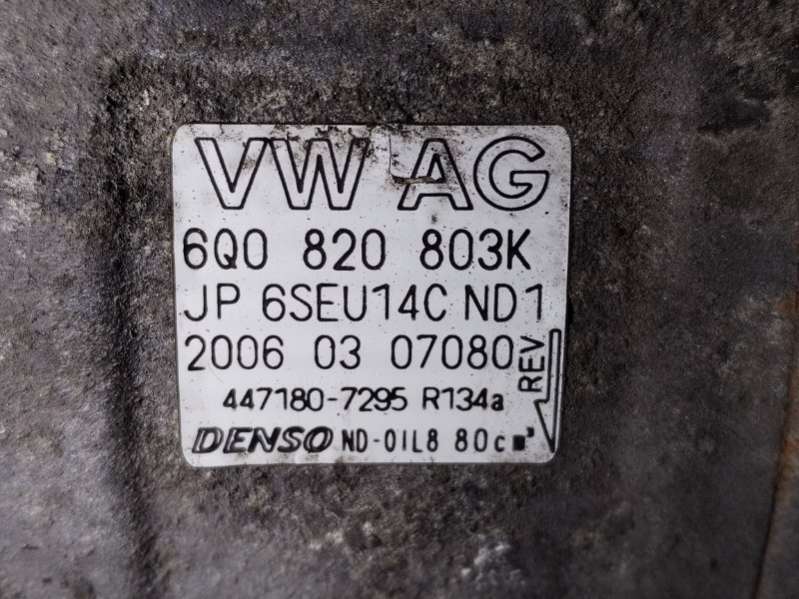 VW AG
6Q0 820 803K
JP 6SEU14C ND1
2006 03 07080
REV
447180-7295 R134a
DENSO ND-OIL8 80cm³